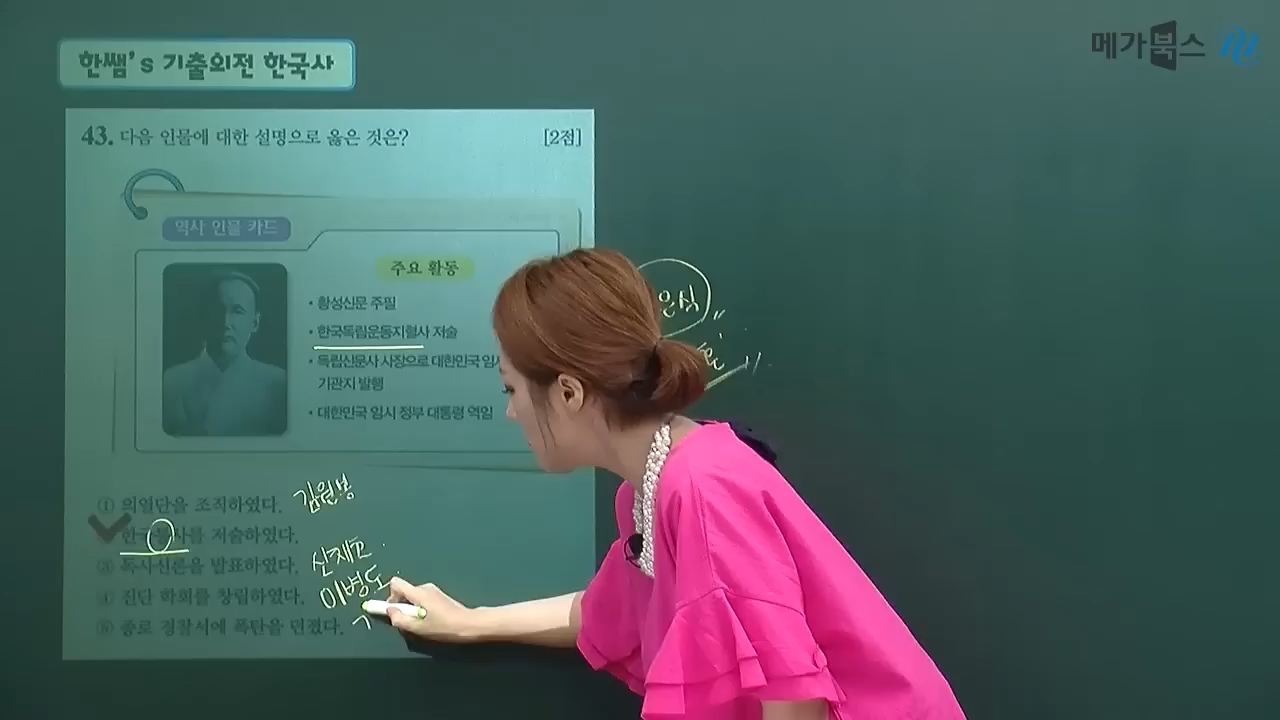 한쌤's 기출외전 한국사
메가북스
43. 다음 인물에 대한 설명으로 옳은 것은? [2점]
역사 인물 카드
주요 활동
• 황성신문 주필
• 한국독립운동지혈사 저술
• 독립신문사 사장으로 대한민국 임시
기관지 발행
• 대한민국 임시 정부 대통령 역임
은식
① 의열단을 조직하였다. 김원봉
한국통사를 저술하였다.
③ 독사신론을 발표하였다. 신채호
④ 진단 학회를 창립하였다. 이병도
⑤ 종로 경찰서에 폭탄을 던졌다.